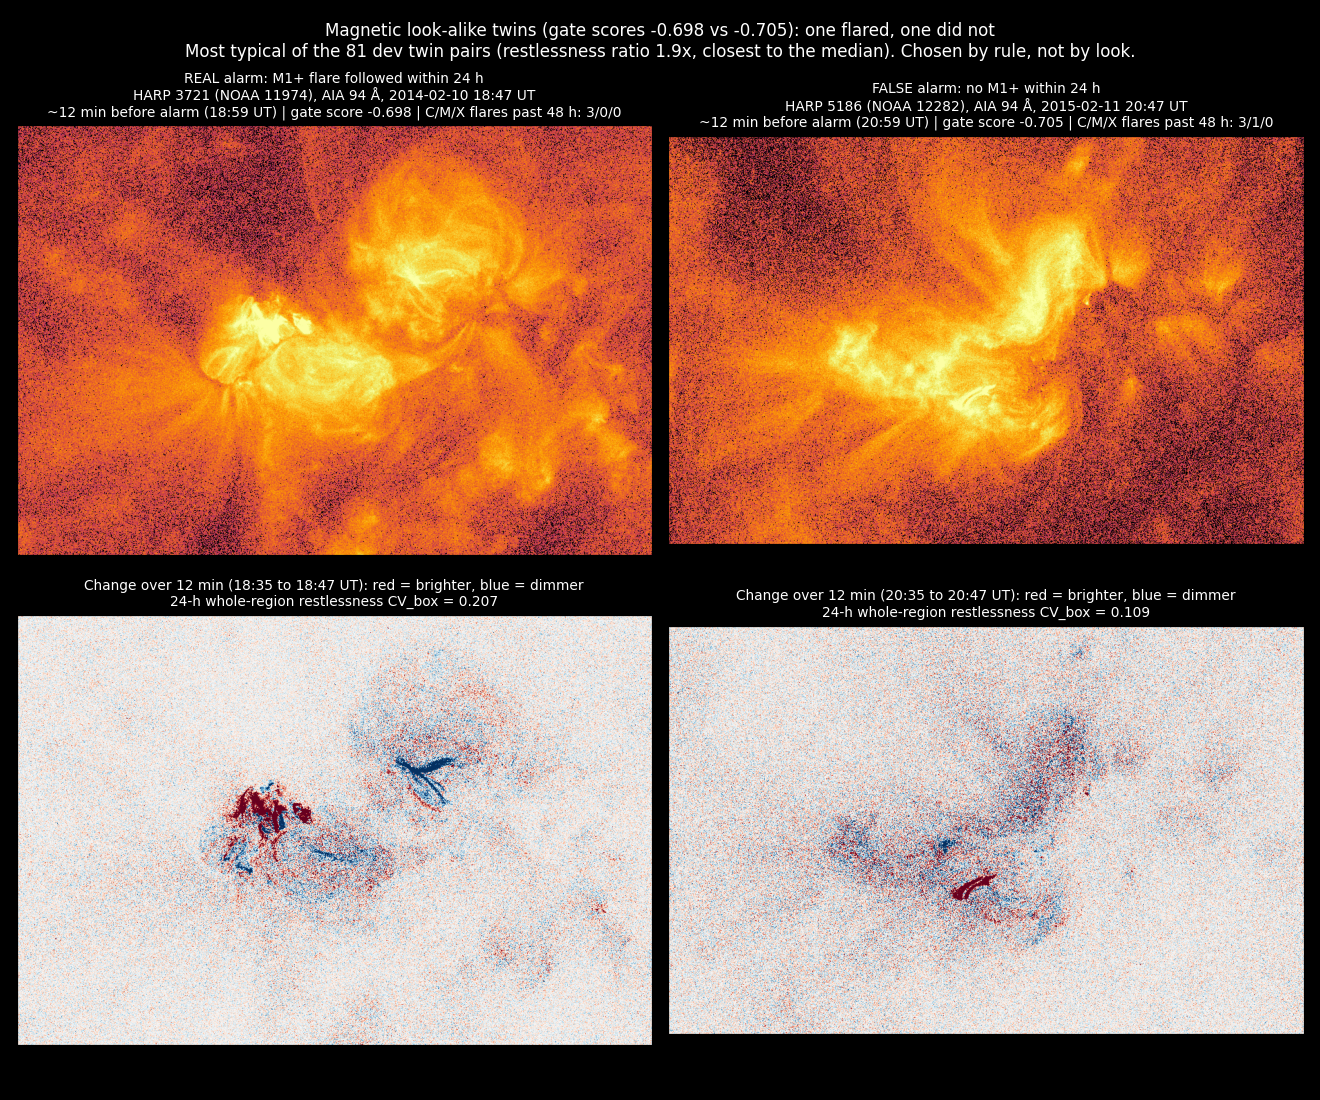 Magnetic look-alike twins (gate scores -0.698 vs -0.705): one flared, one did not
Most typical of the 81 dev twin pairs (restlessness ratio 1.9x, closest to the median). Chosen by rule, not by look.
REAL alarm: M1+ flare followed within 24 h
HARP 3721 (NOAA 11974), AIA 94 Å, 2014-02-10 18:47 UT
~12 min before alarm (18:59 UT) | gate score -0.698 | C/M/X flares past 48 h: 3/0/0
FALSE alarm: no M1+ within 24 h
HARP 5186 (NOAA 12282), AIA 94 Å, 2015-02-11 20:47 UT
~12 min before alarm (20:59 UT) | gate score -0.705 | C/M/X flares past 48 h: 3/1/0
Change over 12 min (18:35 to 18:47 UT): red = brighter, blue = dimmer
24-h whole-region restlessness CV_box = 0.207
Change over 12 min (20:35 to 20:47 UT): red = brighter, blue = dimmer
24-h whole-region restlessness CV_box = 0.109